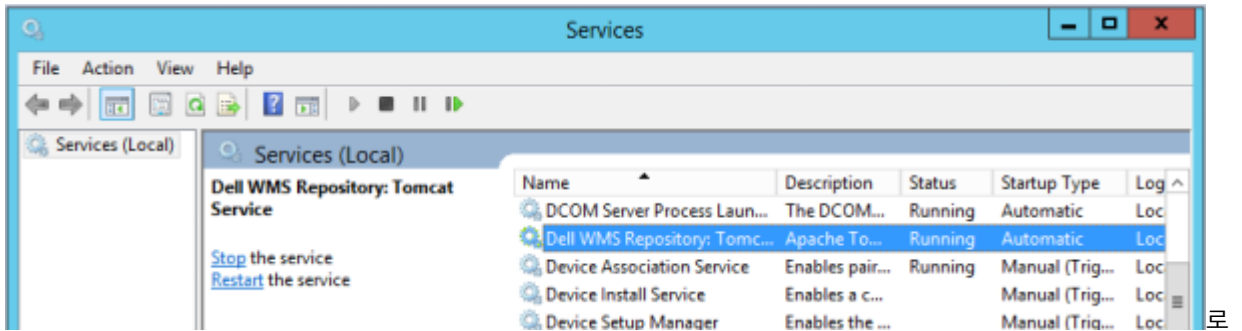 Services
File Action View Help
Services (Local)
Services (Local)
Dell WMS Repository: Tomcat
Service
Stop the service
Restart the service
Name Description Status Startup Type Log
DCOM Server Process Laun... The DCOM... Running Automatic Loc
Dell WMS Repository: Tomc... Apache To... Running Automatic Loc
Device Association Service Enables pair... Running Manual (Trig... Loc
Device Install Service Enables a c... Manual (Trig... Loc
Device Setup Manager Enables the ... Manual (Trig... Loc
로